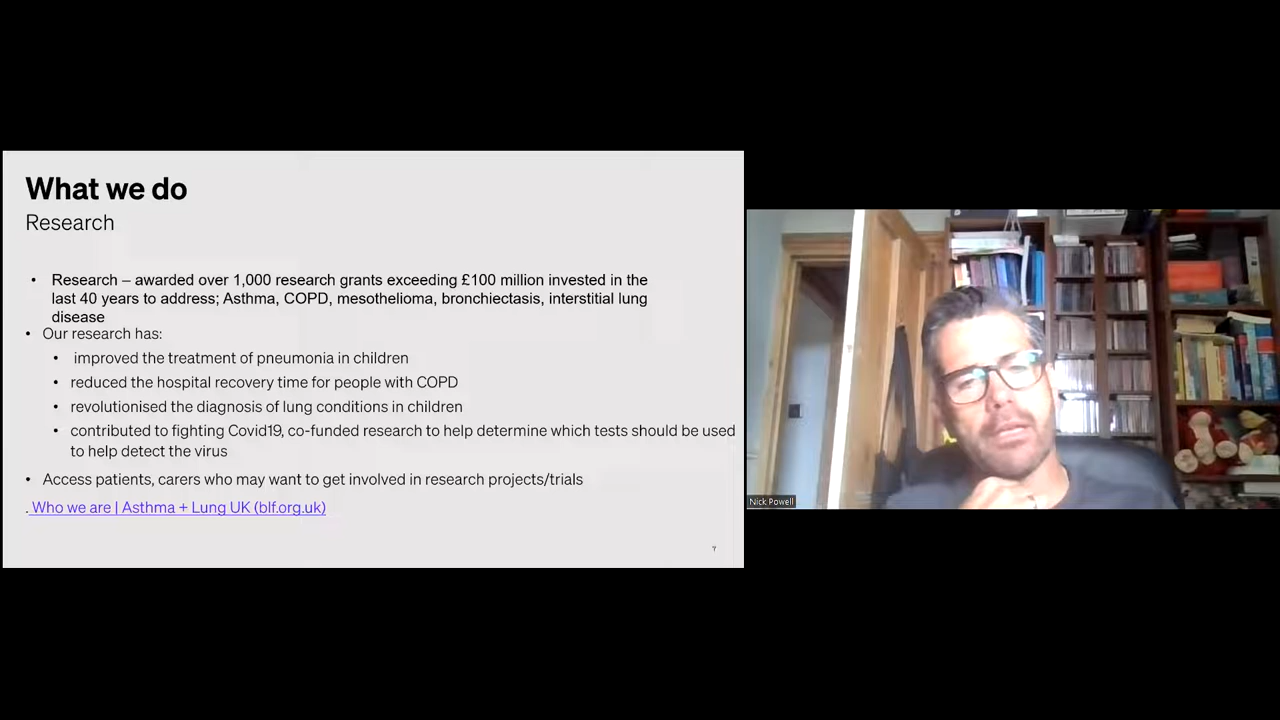 What we do
Research
• Research – awarded over 1,000 research grants exceeding £100 million invested in the
last 40 years to address; Asthma, COPD, mesothelioma, bronchiectasis, interstitial lung
disease
• Our research has:
• improved the treatment of pneumonia in children
• reduced the hospital recovery time for people with COPD
• revolutionised the diagnosis of lung conditions in children
• contributed to fighting Covid19, co-funded research to help determine which tests should be used
to help detect the virus
• Access patients, carers who may want to get involved in research projects/trials
. Who we are | Asthma + Lung UK (blf.org.uk)
7
Nick Powell